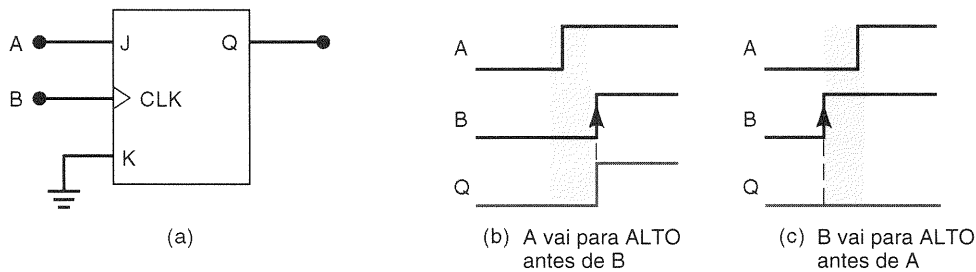 A
J
Q
B
CLK
K
(a)
A
B
Q
(b) A vai para ALTO
antes de B
A
B
Q
(c) B vai para ALTO
antes de A